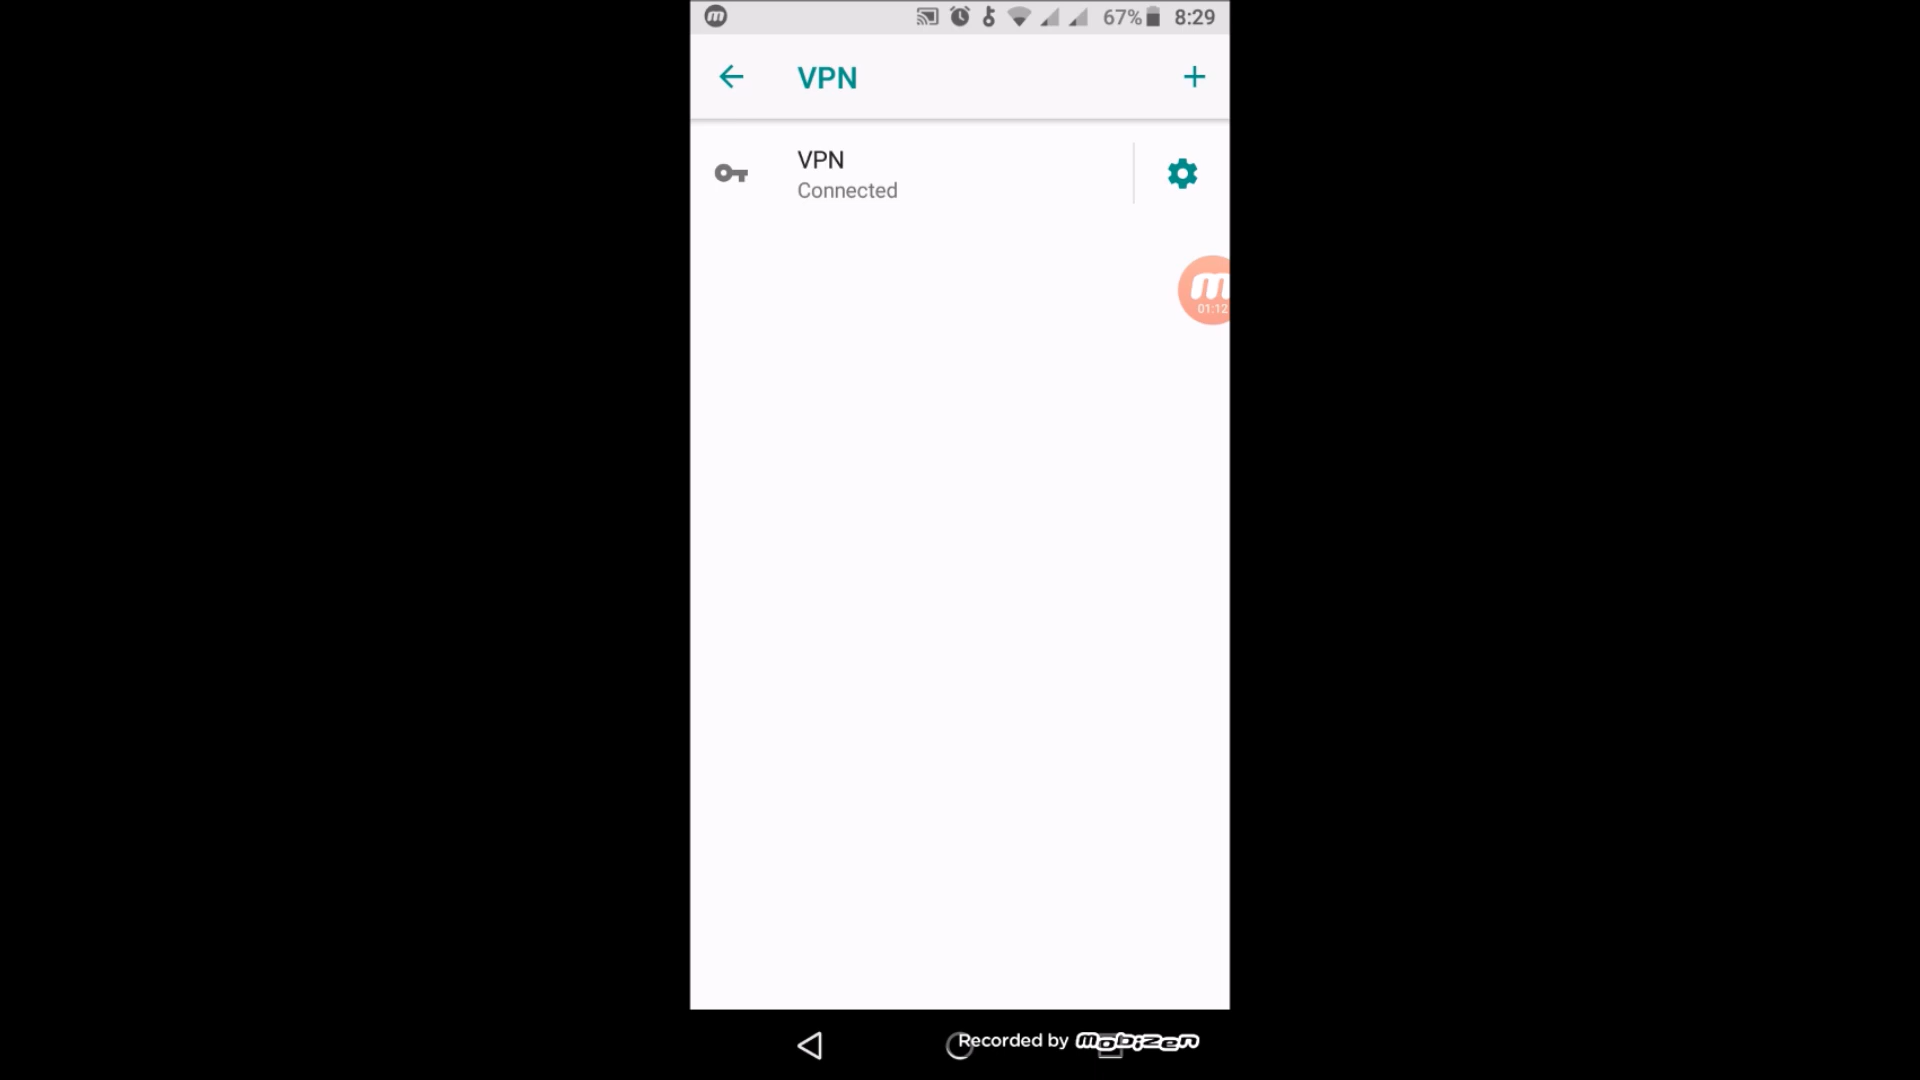 67% 8:29
VPN
VPN
Connected
01:12
Recorded by mobizen